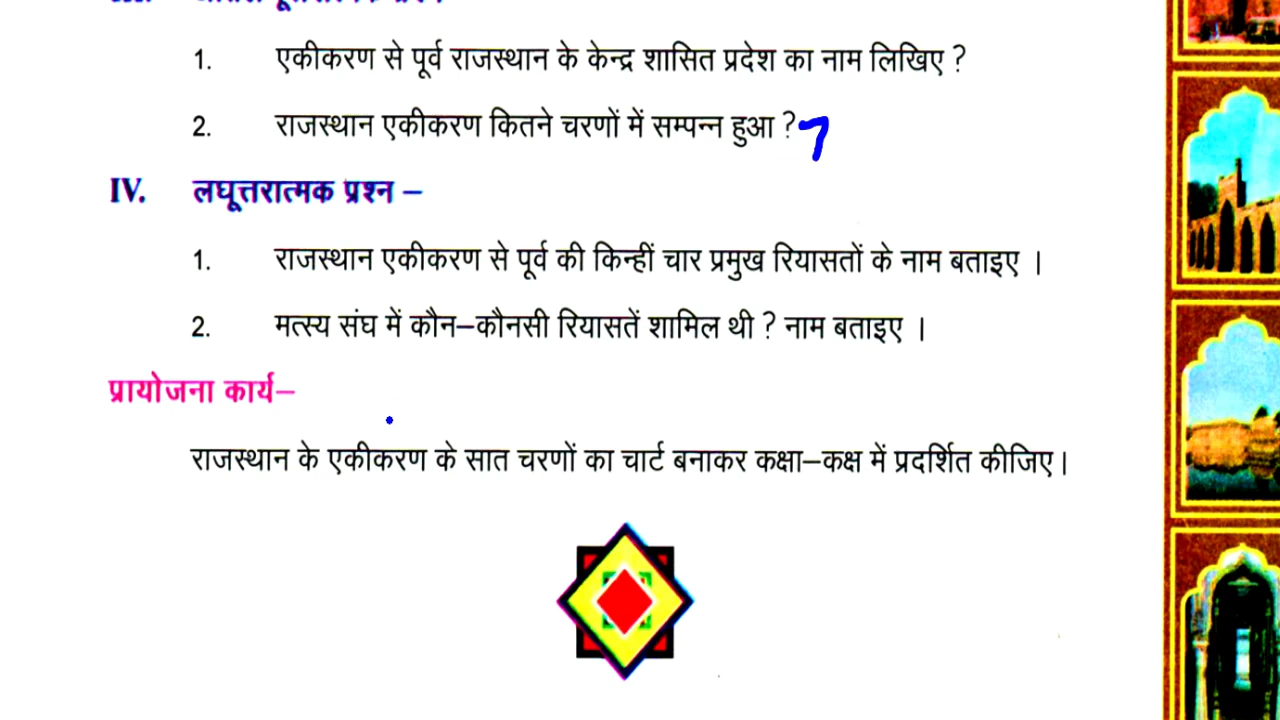 1. एकीकरण से पूर्व राजस्थान के केन्द्र शासित प्रदेश का नाम लिखिए ?
2. राजस्थान एकीकरण कितने चरणों में सम्पन्न हुआ ? 7
IV. लघूत्तरात्मक प्रश्न –
1. राजस्थान एकीकरण से पूर्व की किन्हीं चार प्रमुख रियासतों के नाम बताइए ।
2. मत्स्य संघ में कौन–कौनसी रियासतें शामिल थी ? नाम बताइए ।
प्रायोजना कार्य–
राजस्थान के एकीकरण के सात चरणों का चार्ट बनाकर कक्षा–कक्ष में प्रदर्शित कीजिए।